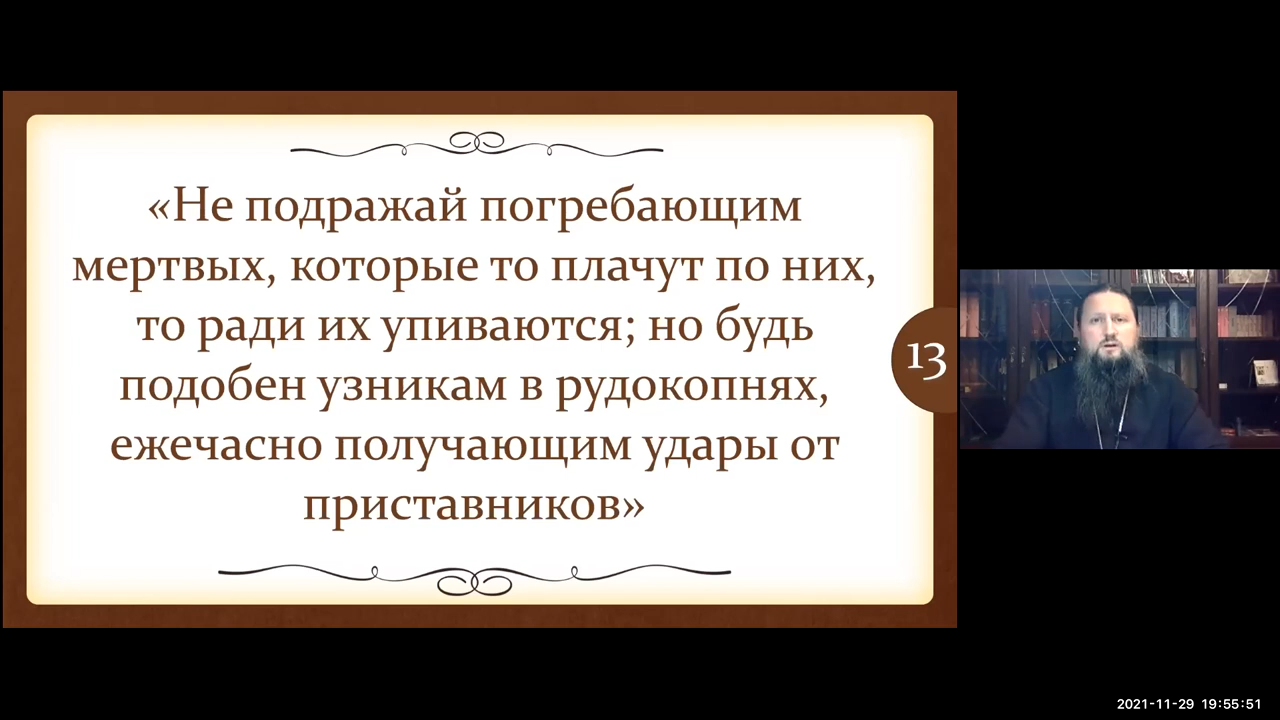 «Не подражай погребающим
мертвых, которые то плачут по них,
то ради их упиваются; но будь
подобен узникам в рудокопнях,
ежечасно получающим удары от
приставников»
13
2021-11-29 19:55:51